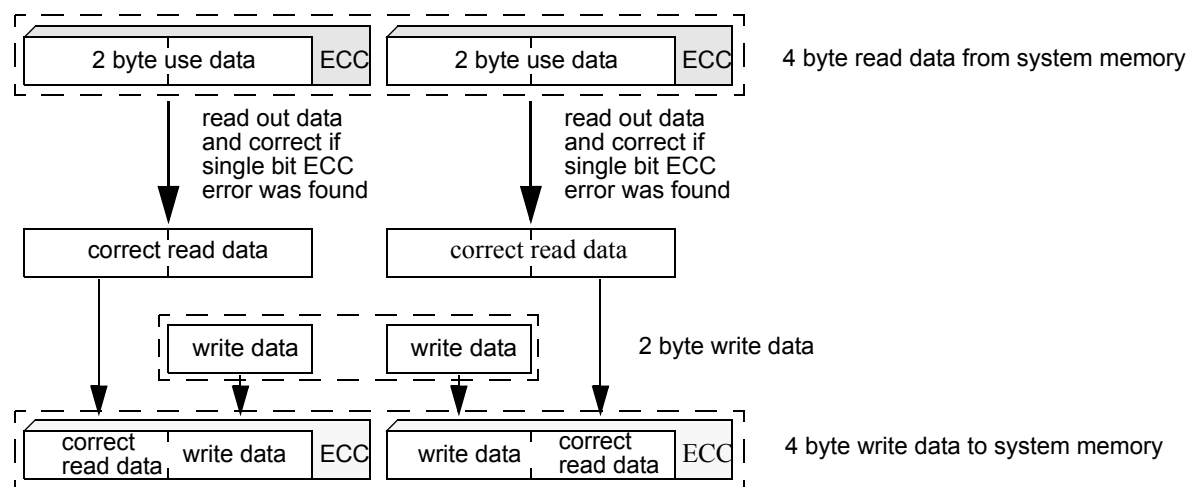 2 byte use data
ECC
2 byte use data
ECC
4 byte read data from system memory
read out data
and correct if
single bit ECC
error was found
read out data
and correct if
single bit ECC
error was found
correct read data
correct read data
write data
write data
2 byte write data
correct
read data
write data
ECC
write data
correct
read data
ECC
4 byte write data to system memory